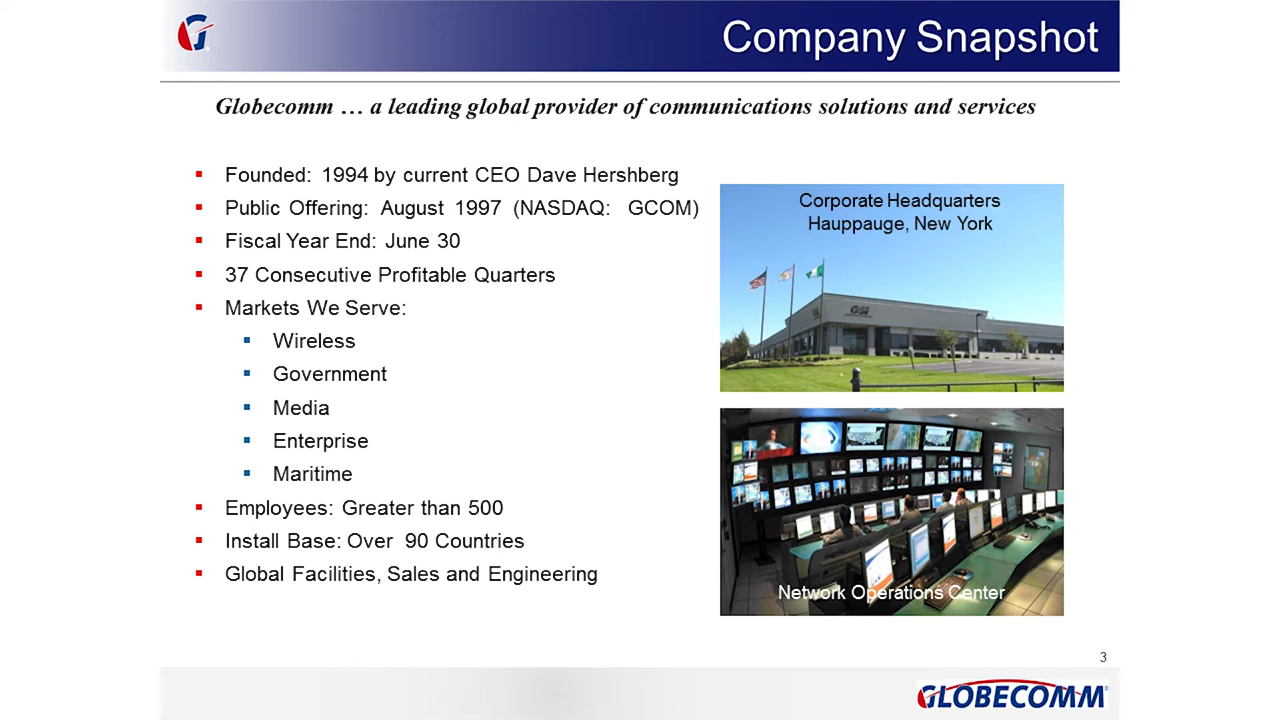 Company Snapshot
Globecomm … a leading global provider of communications solutions and services
Founded: 1994 by current CEO Dave Hershberg
Public Offering: August 1997 (NASDAQ: GCOM)
Fiscal Year End: June 30
37 Consecutive Profitable Quarters
Markets We Serve:
Wireless
Government
Media
Enterprise
Maritime
Employees: Greater than 500
Install Base: Over 90 Countries
Global Facilities, Sales and Engineering
Corporate Headquarters
Hauppauge, New York
GSI
Network Operations Center
3
GLOBECOMM